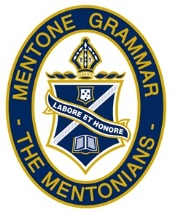 MENTONE GRAMMAR
LABORE ET HONORE
- THE MENTONIANS -